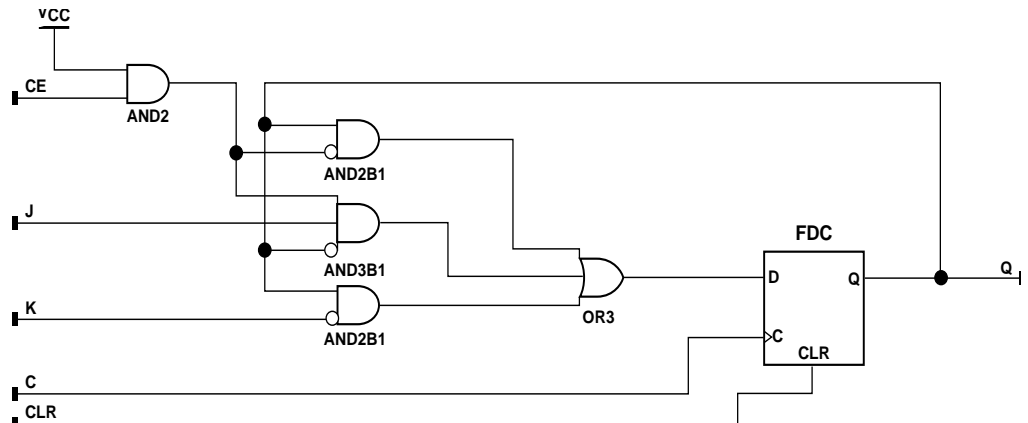 VCC
CE
AND2
AND2B1
J
AND3B1
FDC
D
Q
Q
K
AND2B1
OR3
C
CLR
C
CLR